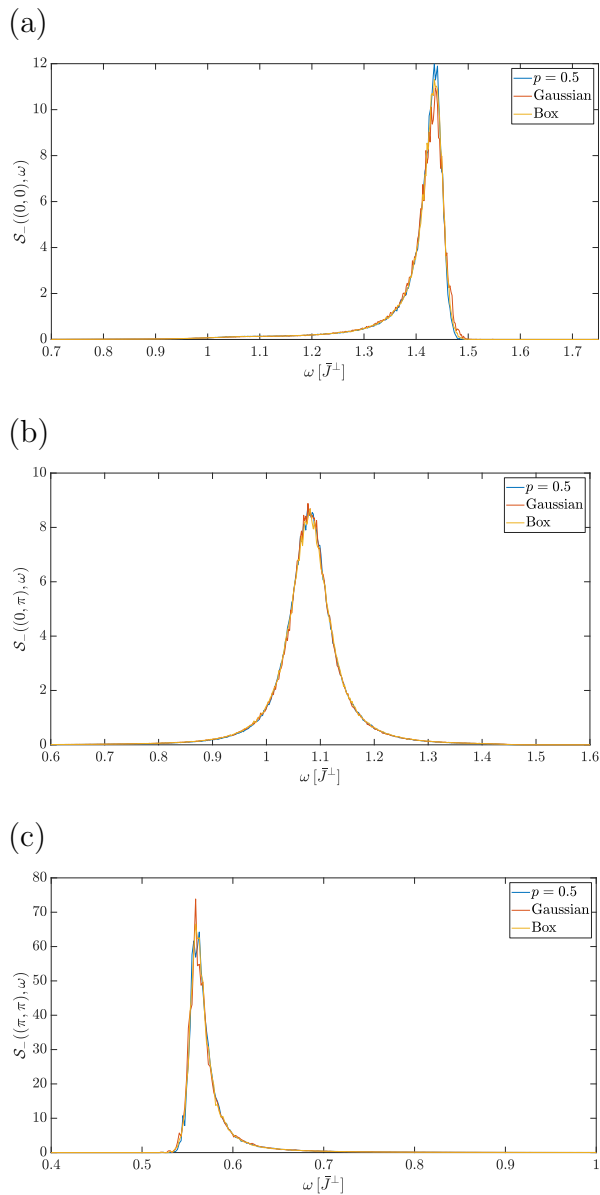 (a)
12
10
8
6
4
2
0
0.7 0.8 0.9 1 1.1 1.2 1.3 1.4 1.5 1.6 1.7
ω [J̄⊥]
S₋((0, 0), ω)
p = 0.5
Gaussian
Box
(b)
10
8
6
4
2
0
0.6 0.7 0.8 0.9 1 1.1 1.2 1.3 1.4 1.5 1.6
ω [J̄⊥]
S₋((0, π), ω)
p = 0.5
Gaussian
Box
(c)
80
70
60
50
40
30
20
10
0
0.4 0.5 0.6 0.7 0.8 0.9 1
ω [J̄⊥]
S₋((π, π), ω)
p = 0.5
Gaussian
Box